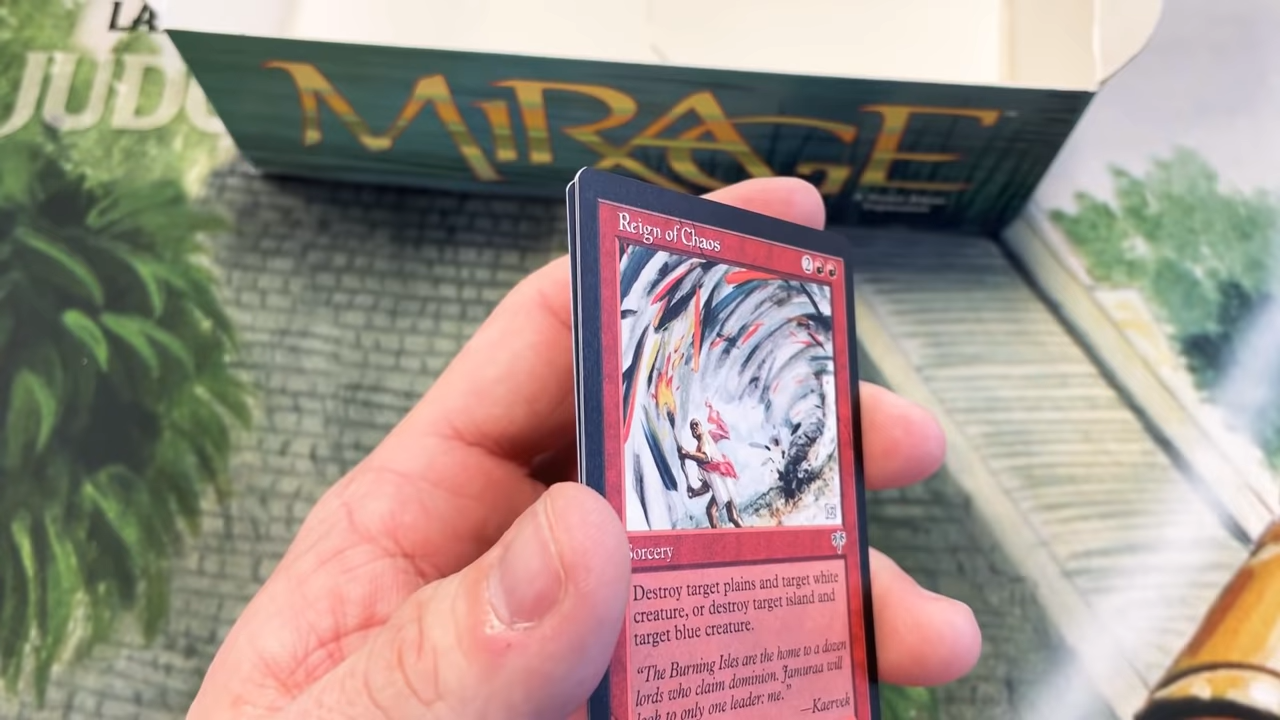 LA
JUDG
MIRAGE
Reign of Chaos
2
Sorcery
Destroy target plains and target white
creature, or destroy target island and
target blue creature.
"The Burning Isles are the home to a dozen
lords who claim dominion. Jamuraa will
look to only one leader: me."
—Kaervek